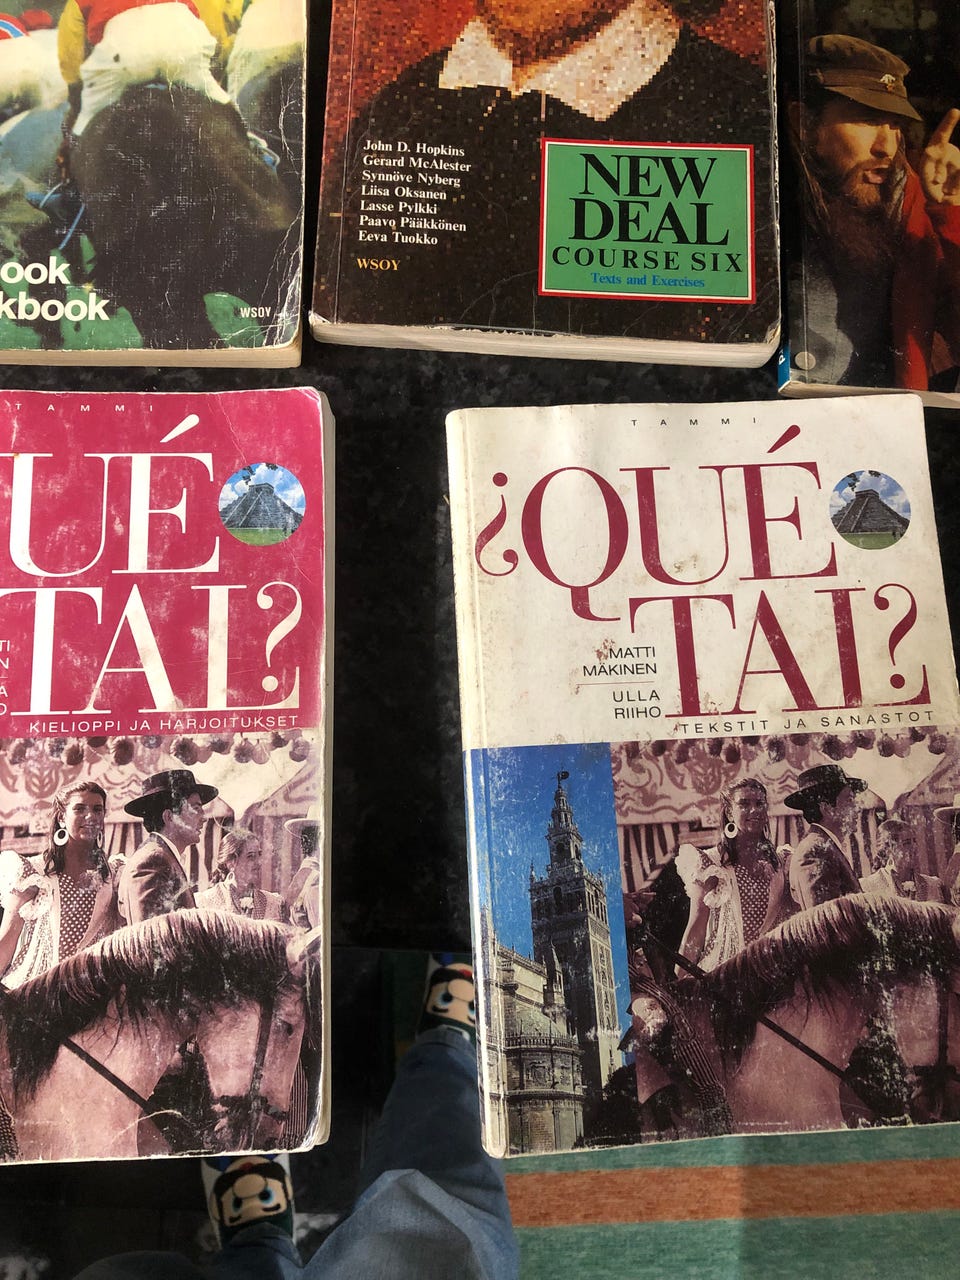 ook
kbook
WSOY
John D. Hopkins
Gerard McAlester
Synnöve Nyberg
Liisa Oksanen
Lasse Pylkki
Paavo Pääkkönen
Eeva Tuokko
WSOY
NEW
DEAL
COURSE SIX
Texts and Exercises
TAMMI
UÉ
TAL?
TI
N
A
O
KIELIOPPI JA HARJOITUKSET
TAMMI
¿QUÉ
TAL?
MATTI
MÄKINEN
ULLA
RIIHO
TEKSTIT JA SANASTOT